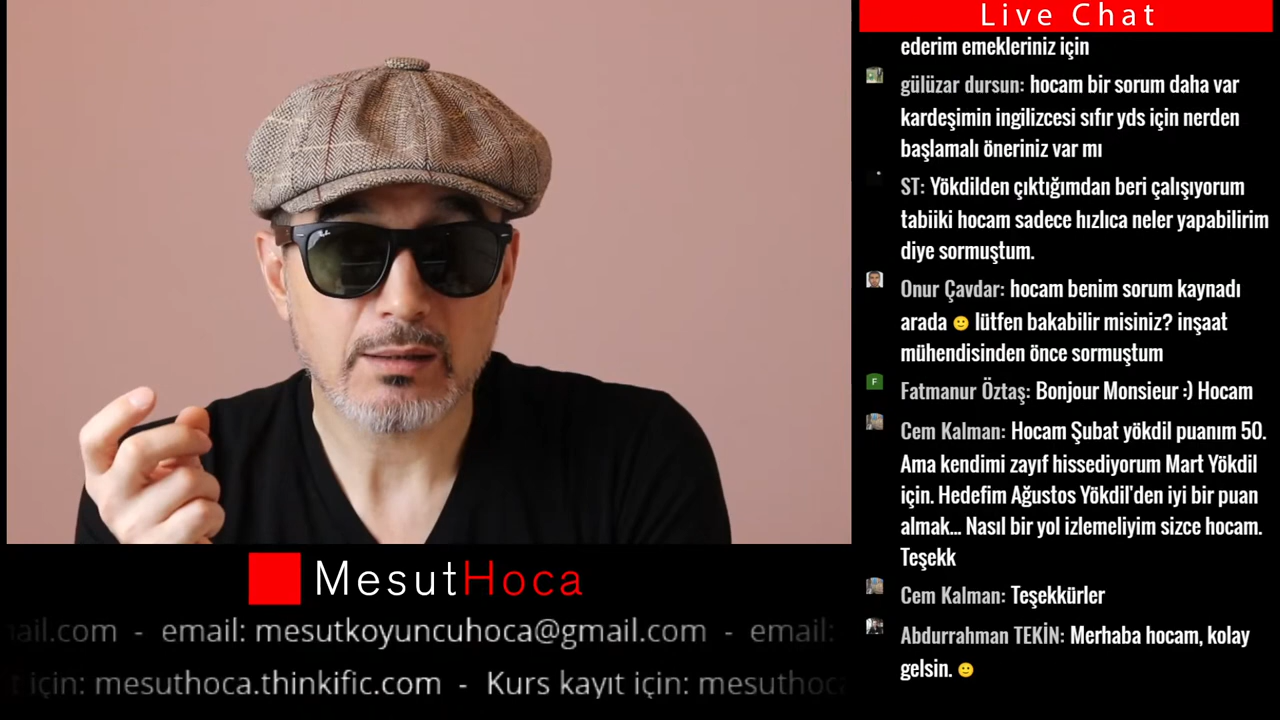 Live Chat
ederim emekleriniz için
gülüzar dursun: hocam bir sorum daha var
kardeşimin ingilizcesi sıfır yds için nerden
başlamalı öneriniz var mı
ST: Yökdilden çıktığımdan beri çalışıyorum
tabiiki hocam sadece hızlıca neler yapabilirim
diye sormuştum.
Onur Çavdar: hocam benim sorum kaynadı
arada 🙂 lütfen bakabilir misiniz? inşaat
mühendisinden önce sormuştum
F
Fatmanur Öztaş: Bonjour Monsieur :) Hocam
Cem Kalman: Hocam Şubat yökdil puanım 50.
Ama kendimi zayıf hissediyorum Mart Yökdil
için. Hedefim Ağustos Yökdil'den iyi bir puan
almak... Nasıl bir yol izlemeliyim sizce hocam.
Teşekk
Cem Kalman: Teşekkürler
Abdurrahman TEKİN: Merhaba hocam, kolay
gelsin. 🙂
MesutHoca
ail.com - email: mesutkoyuncuhoca@gmail.com - email:
t için: mesuthoca.thinkific.com - Kurs kayıt için: mesuthoca